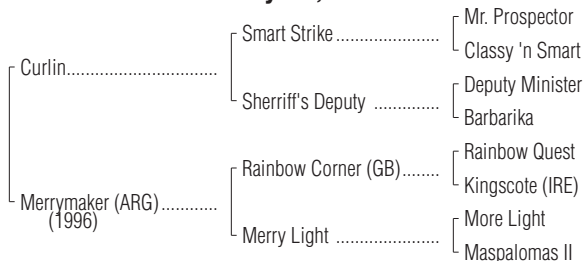 Mr. Prospector
Smart Strike....................
Classy 'n Smart
Curlin................................
Deputy Minister
Sherriff's Deputy ..............
Barbarika
Rainbow Quest
Rainbow Corner (GB)........
Kingscote (IRE)
Merrymaker (ARG)............
(1996)
More Light
Merry Light ......................
Maspalomas II